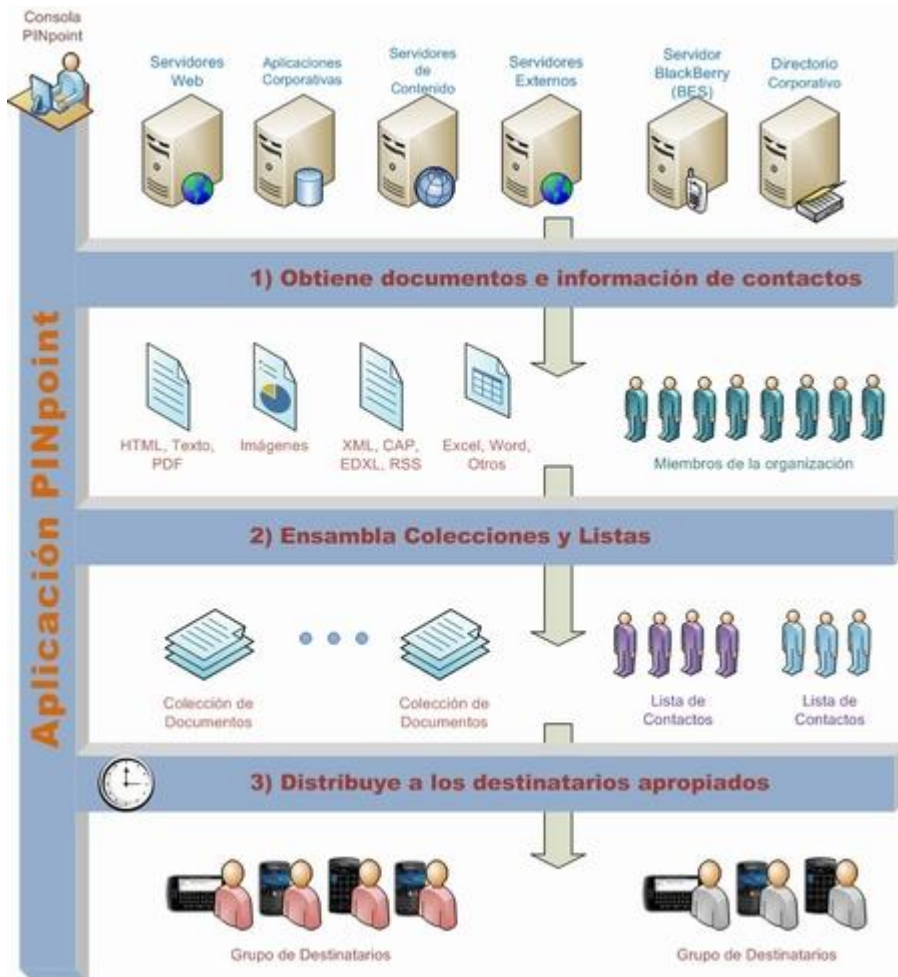 Consola
PINpoint
Servidores
Web
Aplicaciones
Corporativas
Servidores
de
Contenido
Servidores
Externos
Servidor
BlackBerry
(BES)
Directorio
Corporativo
Aplicación PINpoint
1) Obtiene documentos e información de contactos
HTML, Texto,
PDF
Imágenes
XML, CAP,
EDXL, RSS
Excel, Word,
Otros
Miembros de la organización
2) Ensambla Colecciones y Listas
Colección de
Documentos
Colección de
Documentos
Lista de
Contactos
Lista de
Contactos
3) Distribuye a los destinatarios apropiados
Grupo de Destinatarios
Grupo de Destinatarios